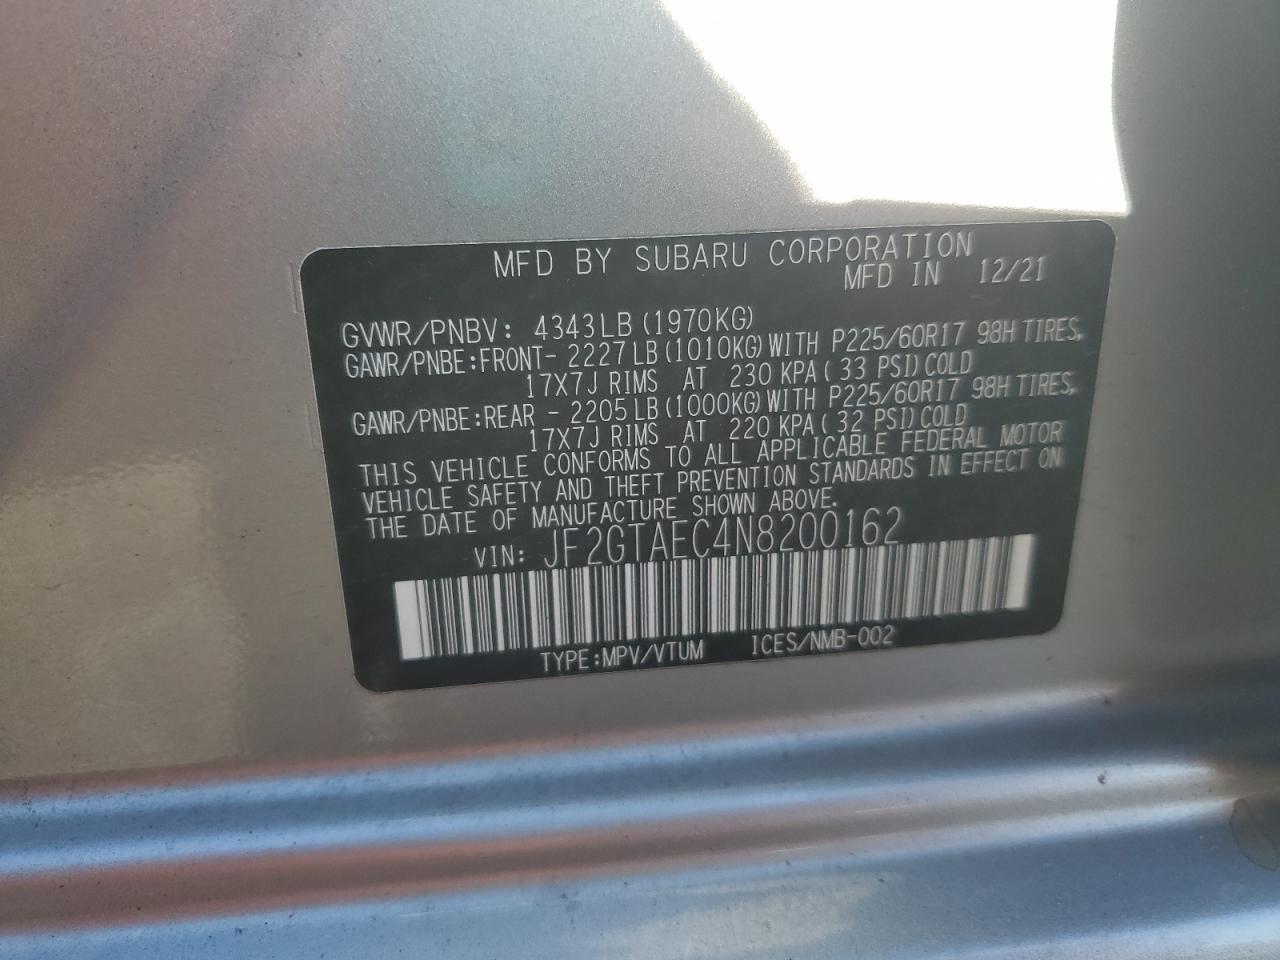 MFD BY SUBARU CORPORATION
MFD IN 12/21
GVWR/PNBV: 4343LB(1970KG)
GAWR/PNBE:FRONT- 2227LB(1010KG)WITH P225/60R17 98H TIRES,
17X7J RIMS AT 230 KPA( 33 PSI)COLD
GAWR/PNBE:REAR - 2205LB(1000KG)WITH P225/60R17 98H TIRES,
17X7J RIMS AT 220 KPA( 32 PSI)COLD
THIS VEHICLE CONFORMS TO ALL APPLICABLE FEDERAL MOTOR
VEHICLE SAFETY AND THEFT PREVENTION STANDARDS IN EFFECT ON
THE DATE OF MANUFACTURE SHOWN ABOVE.
VIN: JF2GTAEC4N8200162
TYPE:MPV/VTUM ICES/NMB-002